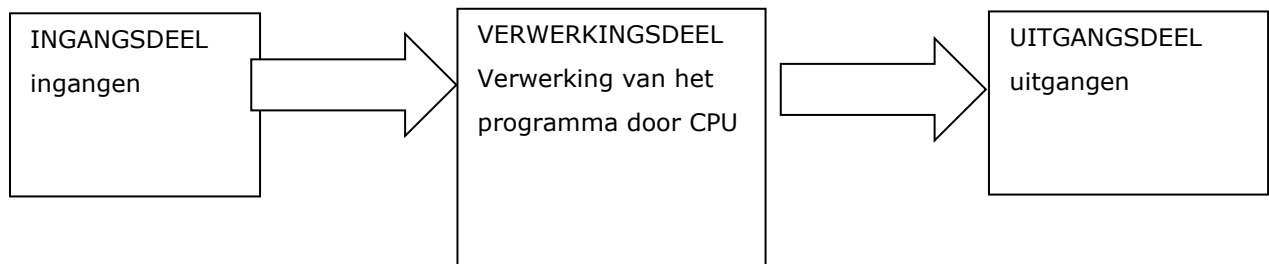 INGANGSDEEL
ingangen
VERWERKINGSDEEL
Verwerking van het
programma door CPU
UITGANGSDEEL
uitgangen